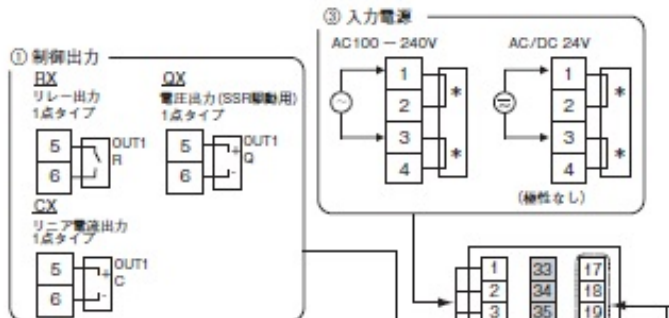 ① 制御出力
RX
リレー出力
1点タイプ
5
6
OUT1
R
QX
電圧出力(SSR駆動用)
1点タイプ
5
6
+
-
OUT1
Q
CX
リニア電流出力
1点タイプ
5
6
+
-
OUT1
C
③ 入力電源
AC100 − 240V
1
2
3
4
*
*
AC/DC 24V
1
2
3
4
*
*
(極性なし)
1 33 17
2 34 18
3 35 19